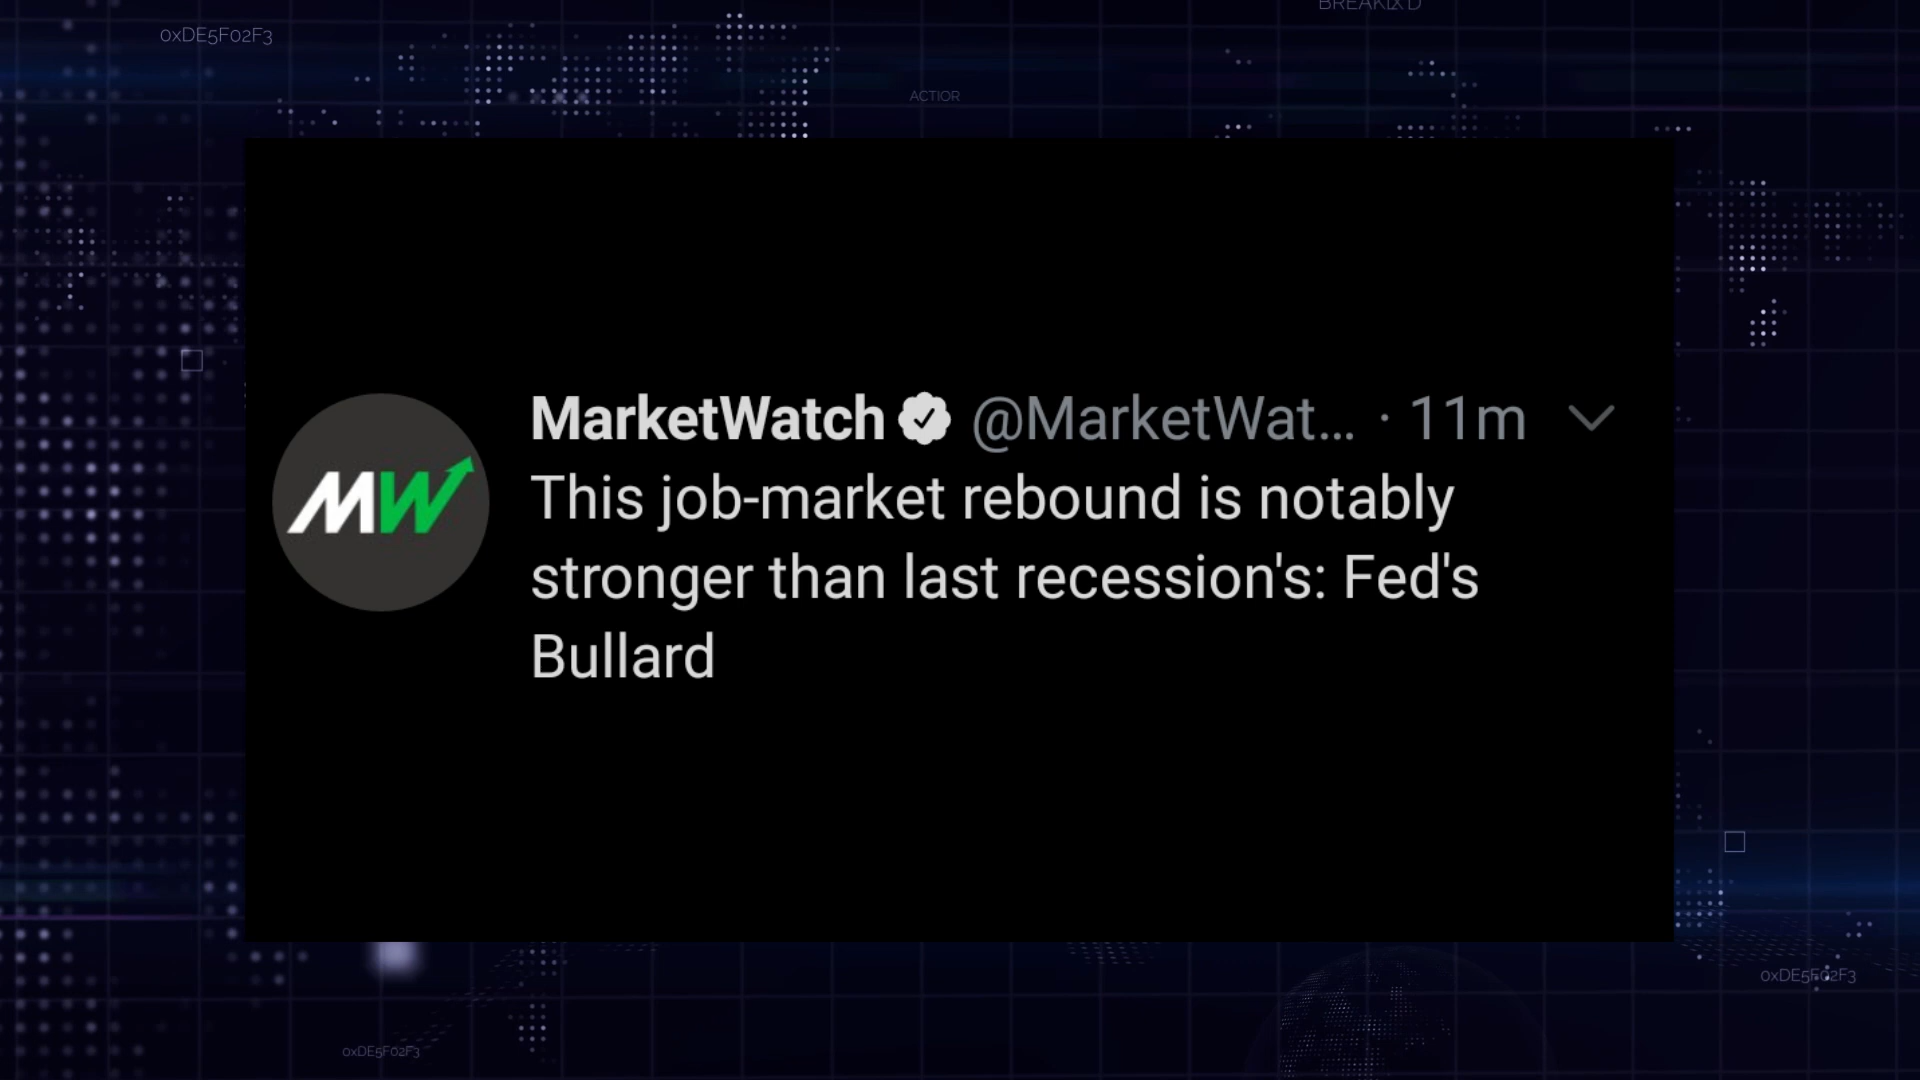 0xDE5F02F3
ACTIOR
MarketWatch @MarketWat... · 11m
MW
This job-market rebound is notably
stronger than last recession's: Fed's
Bullard
0xDE5F02F3
0xDE5F02F3